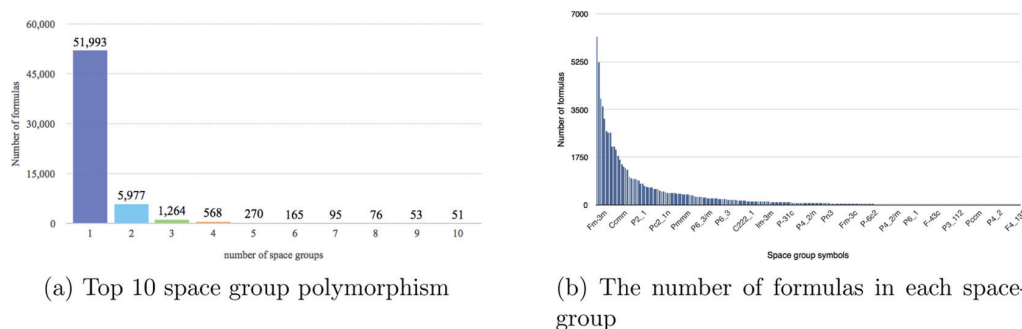 60,000
51,993
45,000
30,000
15,000
5,977
1,264
568
270
165
95
76
53
51
0
1 2 3 4 5 6 7 8 9 10
Number of formulas
number of space groups
(a) Top 10 space group polymorphism
7000
5250
3500
1750
0
Number of formulas
Fm-3m Ccmm P2_1 Pc2_1n Pmmm P6_3/m P6_3 C222_1 Im-3m P-31c P4_2/m Pn3 Fm-3c P-6c2 P4_2/m P6_1 F-43c P3_112 Pccm P4_2
Space group symbols
(b) The number of formulas in each space-
group